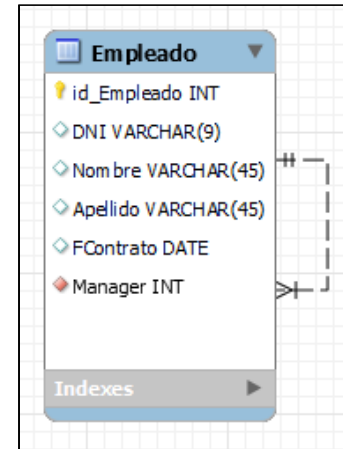 Empleado
id_Empleado INT
DNI VARCHAR(9)
Nombre VARCHAR(45)
Apellido VARCHAR(45)
FContrato DATE
Manager INT
Indexes